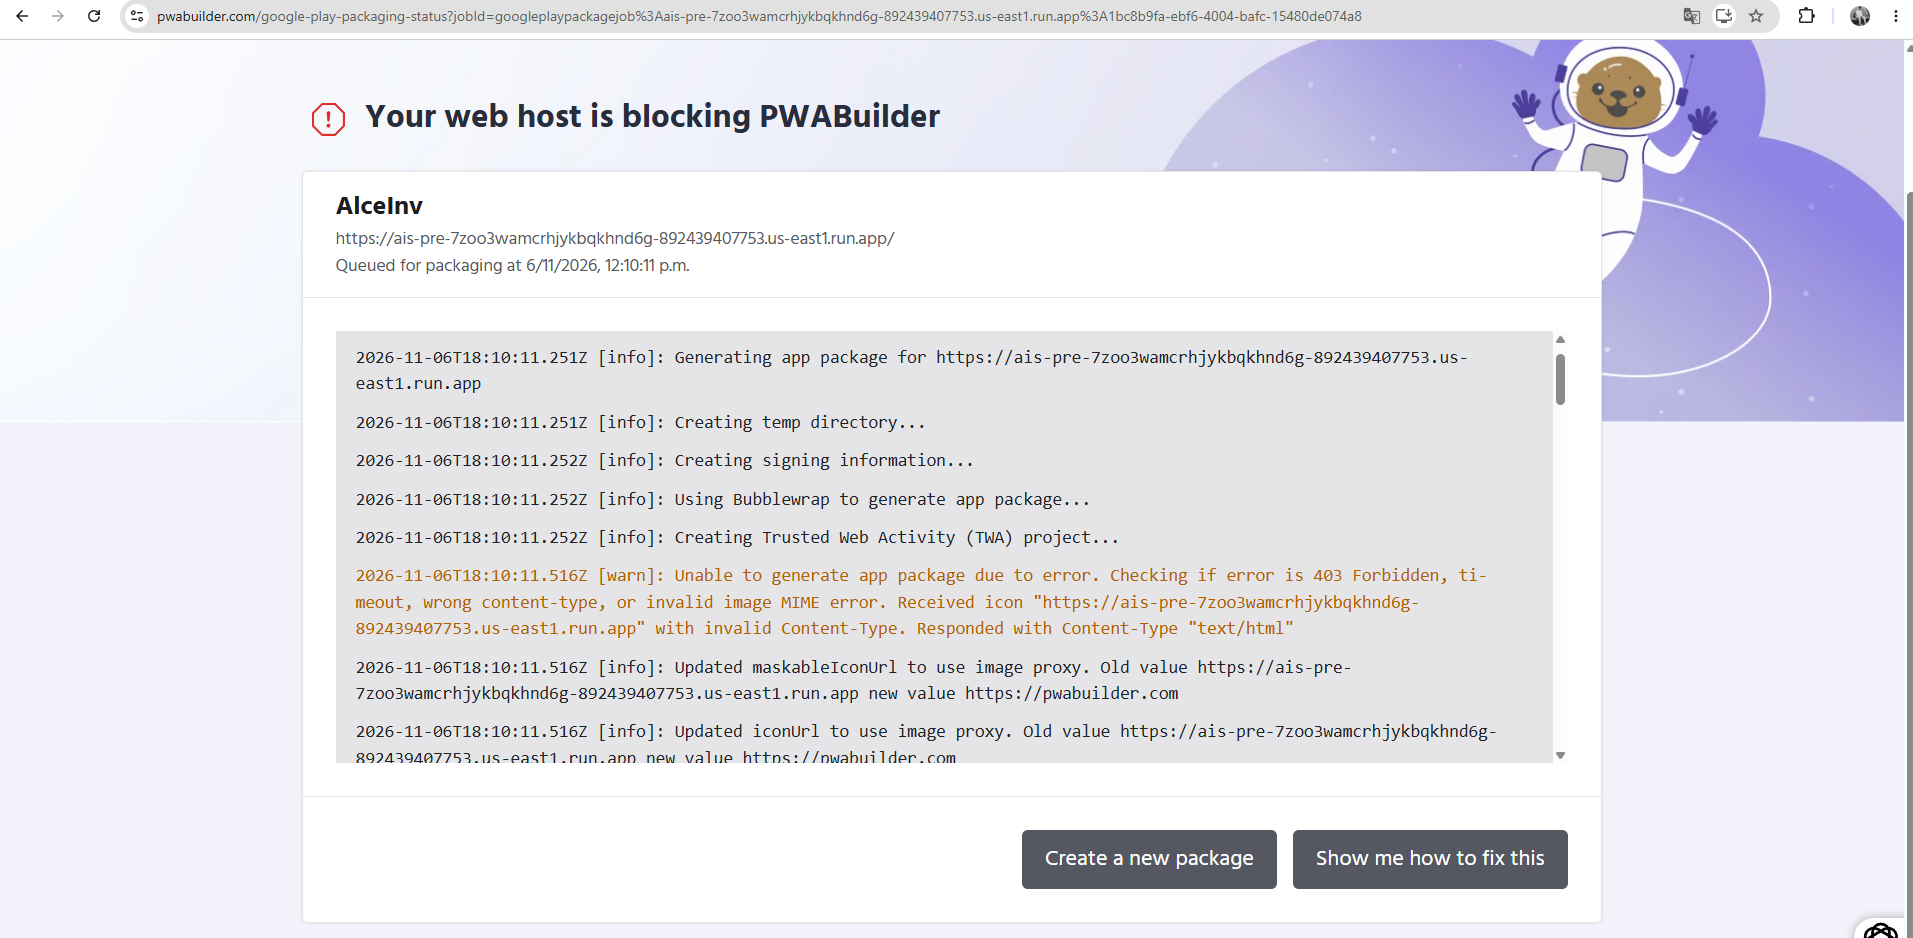 pwabuilder.com/google-play-packaging-status?jobId=googleplaypackagejob%3Aais-pre-7zoo3wamcrhjykbqkhnd6g-892439407753.us-east1.run.app%3A1bc8b9fa-ebf6-4004-bafc-15480de074a8
Your web host is blocking PWABuilder
AlceInv
https://ais-pre-7zoo3wamcrhjykbqkhnd6g-892439407753.us-east1.run.app/
Queued for packaging at 6/11/2026, 12:10:11 p.m.
2026-11-06T18:10:11.251Z [info]: Generating app package for https://ais-pre-7zoo3wamcrhjykbqkhnd6g-892439407753.us-
east1.run.app
2026-11-06T18:10:11.251Z [info]: Creating temp directory...
2026-11-06T18:10:11.252Z [info]: Creating signing information...
2026-11-06T18:10:11.252Z [info]: Using Bubblewrap to generate app package...
2026-11-06T18:10:11.252Z [info]: Creating Trusted Web Activity (TWA) project...
2026-11-06T18:10:11.516Z [warn]: Unable to generate app package due to error. Checking if error is 403 Forbidden, ti-
meout, wrong content-type, or invalid image MIME error. Received icon "https://ais-pre-7zoo3wamcrhjykbqkhnd6g-
892439407753.us-east1.run.app" with invalid Content-Type. Responded with Content-Type "text/html"
2026-11-06T18:10:11.516Z [info]: Updated maskableIconUrl to use image proxy. Old value https://ais-pre-
7zoo3wamcrhjykbqkhnd6g-892439407753.us-east1.run.app new value https://pwabuilder.com
2026-11-06T18:10:11.516Z [info]: Updated iconUrl to use image proxy. Old value https://ais-pre-7zoo3wamcrhjykbqkhnd6g-
892439407753.us-east1.run.app new value https://pwabuilder.com
Create a new package
Show me how to fix this